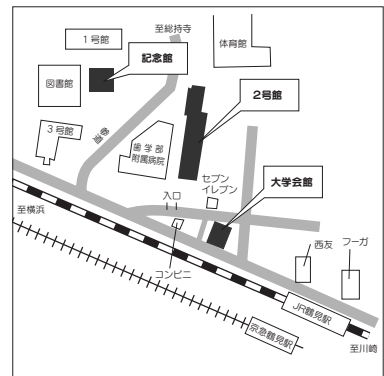 至総持寺
1号館
体育館
記念館
図書館
2号館
参道
3号館
歯学部
附属病院
セブン
イレブン
大学会館
入口
至横浜
コンビニ
西友
フーガ
JR鶴見駅
京急鶴見駅
至川崎